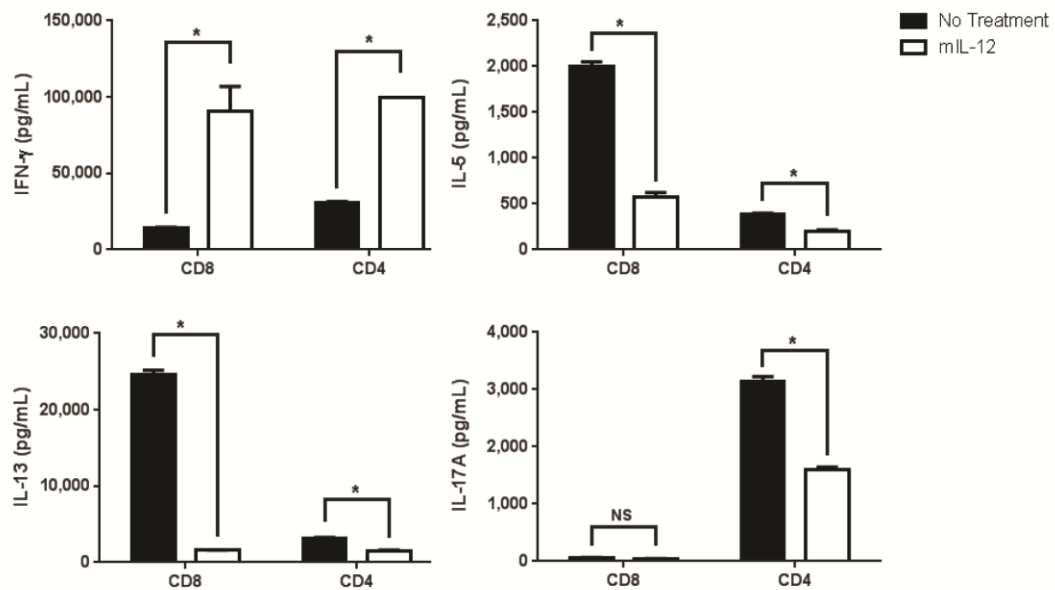 No Treatment
mIL-12
IFN-γ (pg/mL)
150,000
100,000
50,000
0
*
*
CD8
CD4
IL-5 (pg/mL)
2,500
2,000
1,500
1,000
500
0
*
*
CD8
CD4
IL-13 (pg/mL)
30,000
20,000
10,000
0
*
*
CD8
CD4
IL-17A (pg/mL)
4,000
3,000
2,000
1,000
0
NS
*
CD8
CD4